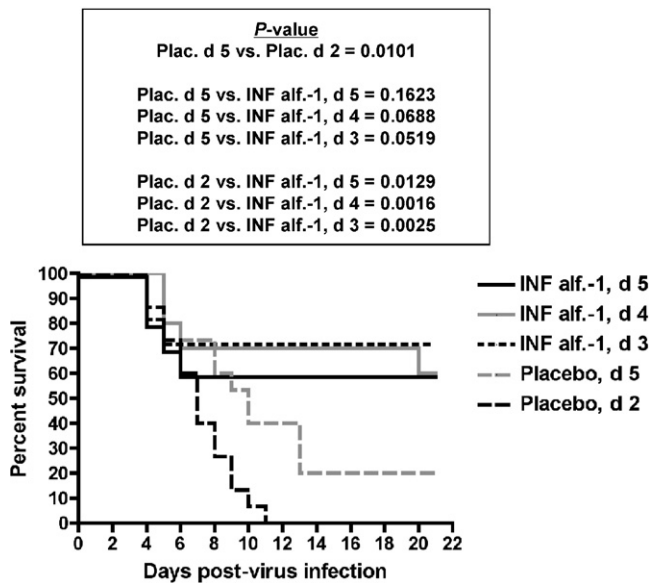 P-value
Plac. d 5 vs. Plac. d 2 = 0.0101
Plac. d 5 vs. INF alf.-1, d 5 = 0.1623
Plac. d 5 vs. INF alf.-1, d 4 = 0.0688
Plac. d 5 vs. INF alf.-1, d 3 = 0.0519
Plac. d 2 vs. INF alf.-1, d 5 = 0.0129
Plac. d 2 vs. INF alf.-1, d 4 = 0.0016
Plac. d 2 vs. INF alf.-1, d 3 = 0.0025
Percent survival
100
90
80
70
60
50
40
30
20
10
0
0 2 4 6 8 10 12 14 16 18 20 22
Days post-virus infection
INF alf.-1, d 5
INF alf.-1, d 4
INF alf.-1, d 3
Placebo, d 5
Placebo, d 2